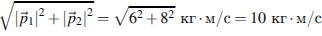 √(|p⃗₁|² + |p⃗₂|²) = √(6² + 8²) кг · м/с = 10 кг · м/с